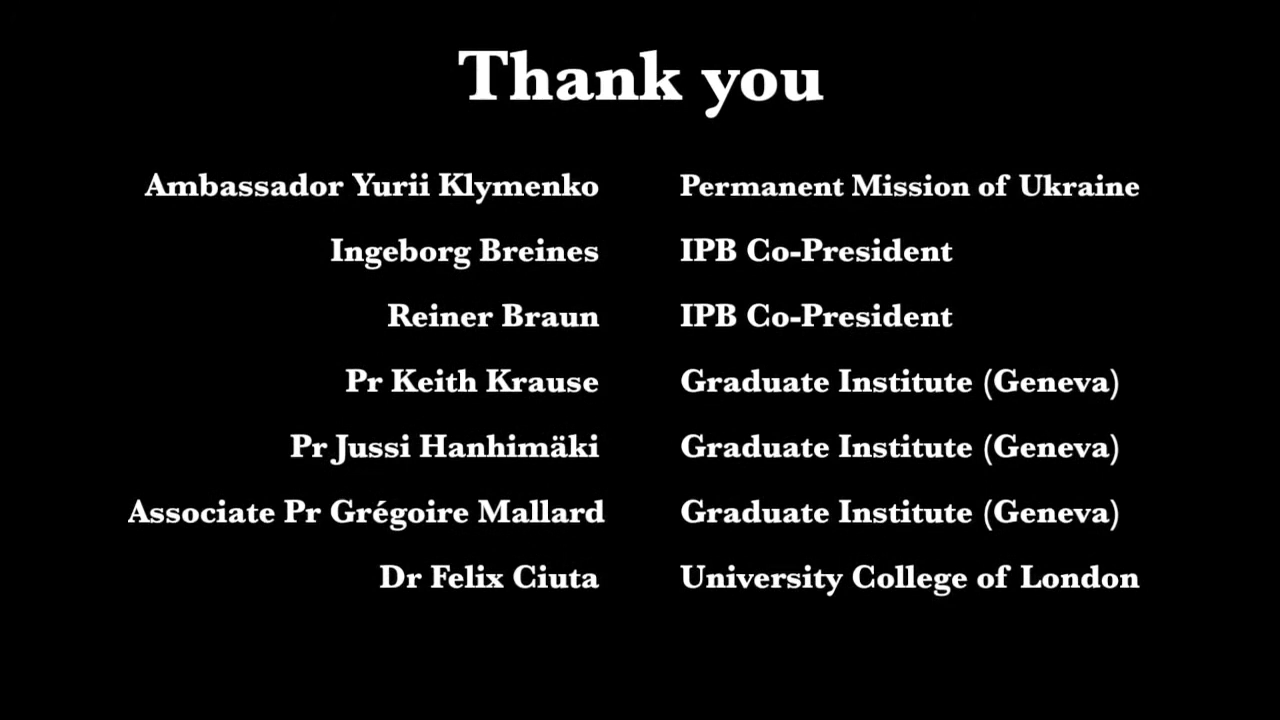 Thank you
Ambassador Yurii Klymenko Permanent Mission of Ukraine
Ingeborg Breines IPB Co-President
Reiner Braun IPB Co-President
Pr Keith Krause Graduate Institute (Geneva)
Pr Jussi Hanhimäki Graduate Institute (Geneva)
Associate Pr Grégoire Mallard Graduate Institute (Geneva)
Dr Felix Ciuta University College of London